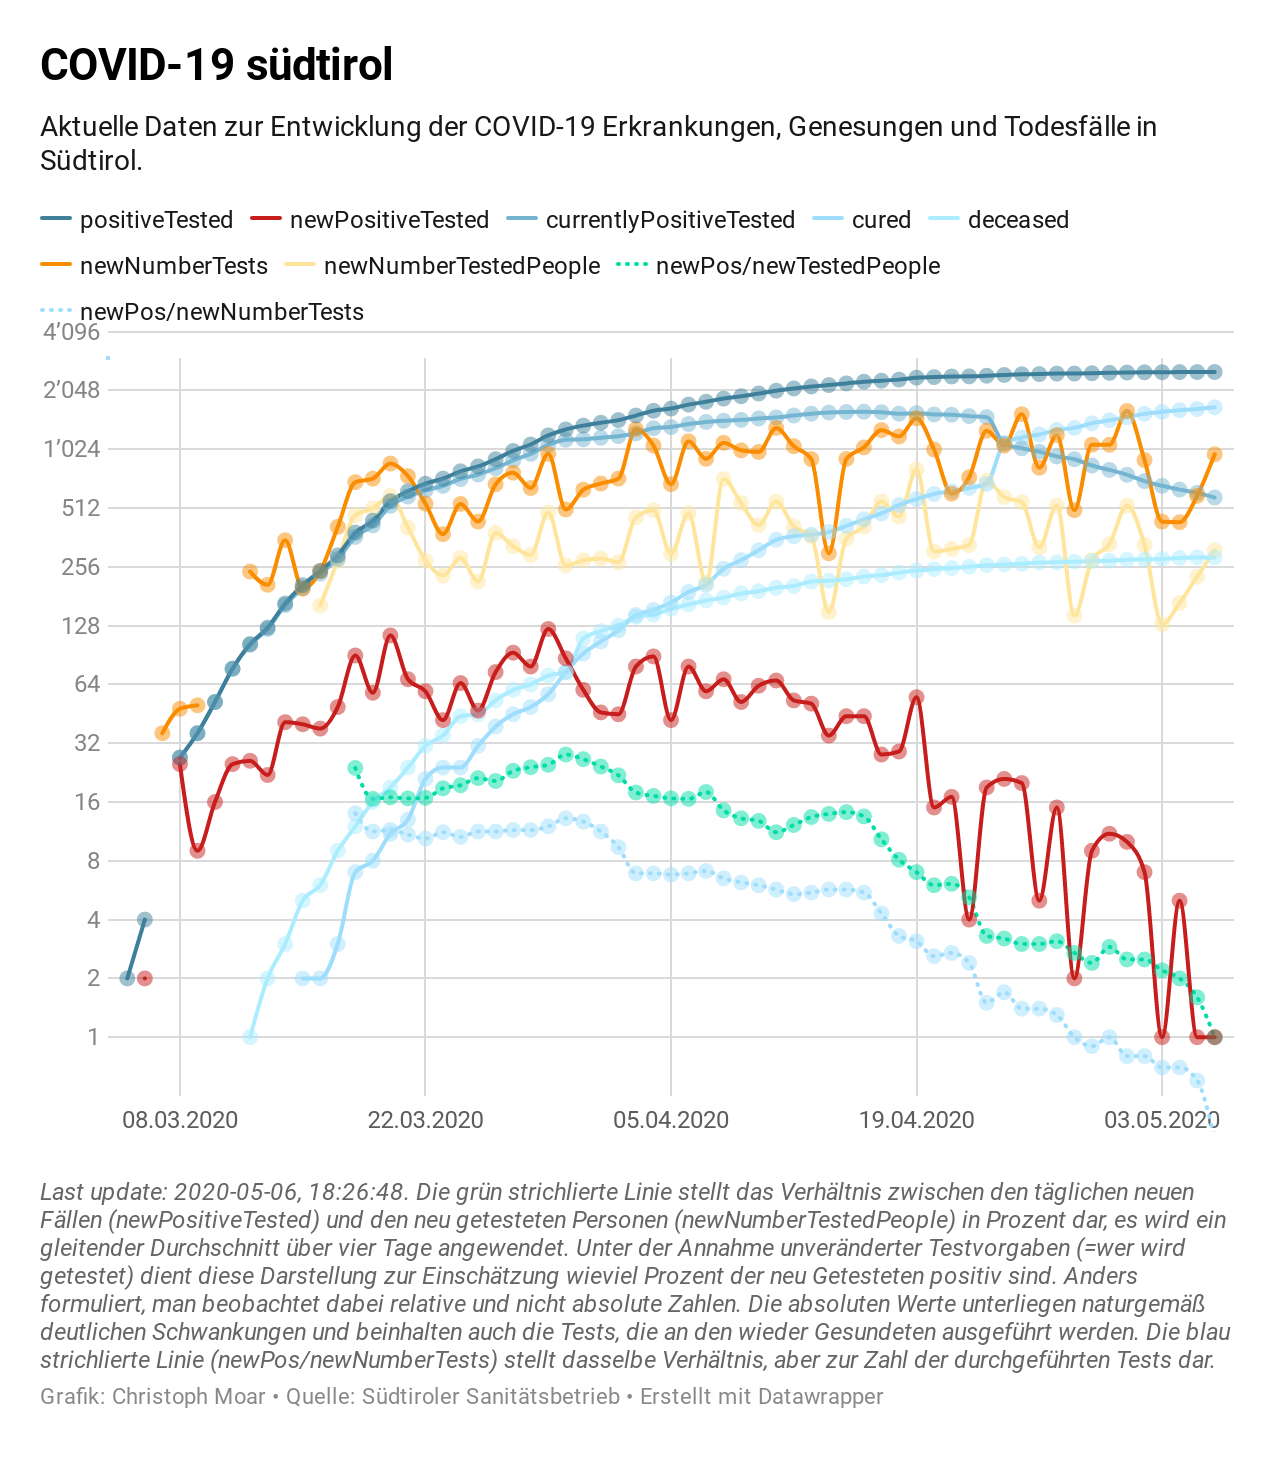 COVID-19 südtirol
Aktuelle Daten zur Entwicklung der COVID-19 Erkrankungen, Genesungen und Todesfälle in
Südtirol.
positiveTested newPositiveTested currentlyPositiveTested cured deceased
newNumberTests newNumberTestedPeople newPos/newTestedPeople
newPos/newNumberTests
4’096
2’048
1’024
512
256
128
64
32
16
8
4
2
1
08.03.2020 22.03.2020 05.04.2020 19.04.2020 03.05.2020
Last update: 2020-05-06, 18:26:48. Die grün strichlierte Linie stellt das Verhältnis zwischen den täglichen neuen
Fällen (newPositiveTested) und den neu getesteten Personen (newNumberTestedPeople) in Prozent dar, es wird ein
gleitender Durchschnitt über vier Tage angewendet. Unter der Annahme unveränderter Testvorgaben (=wer wird
getestet) dient diese Darstellung zur Einschätzung wieviel Prozent der neu Getesteten positiv sind. Anders
formuliert, man beobachtet dabei relative und nicht absolute Zahlen. Die absoluten Werte unterliegen naturgemäß
deutlichen Schwankungen und beinhalten auch die Tests, die an den wieder Gesundeten ausgeführt werden. Die blau
strichlierte Linie (newPos/newNumberTests) stellt dasselbe Verhältnis, aber zur Zahl der durchgeführten Tests dar.
Grafik: Christoph Moar • Quelle: Südtiroler Sanitätsbetrieb • Erstellt mit Datawrapper